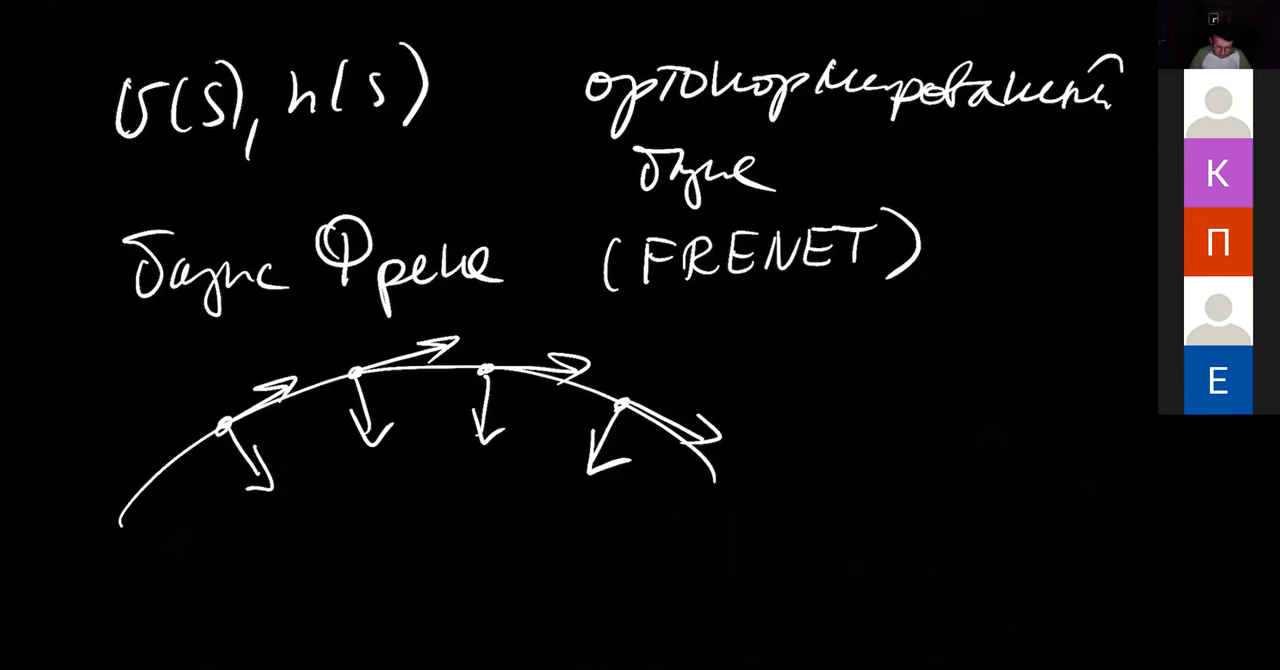 v(s), n(s) ортонормированный
базис
базис Френе (FRENET)
К
П
Е